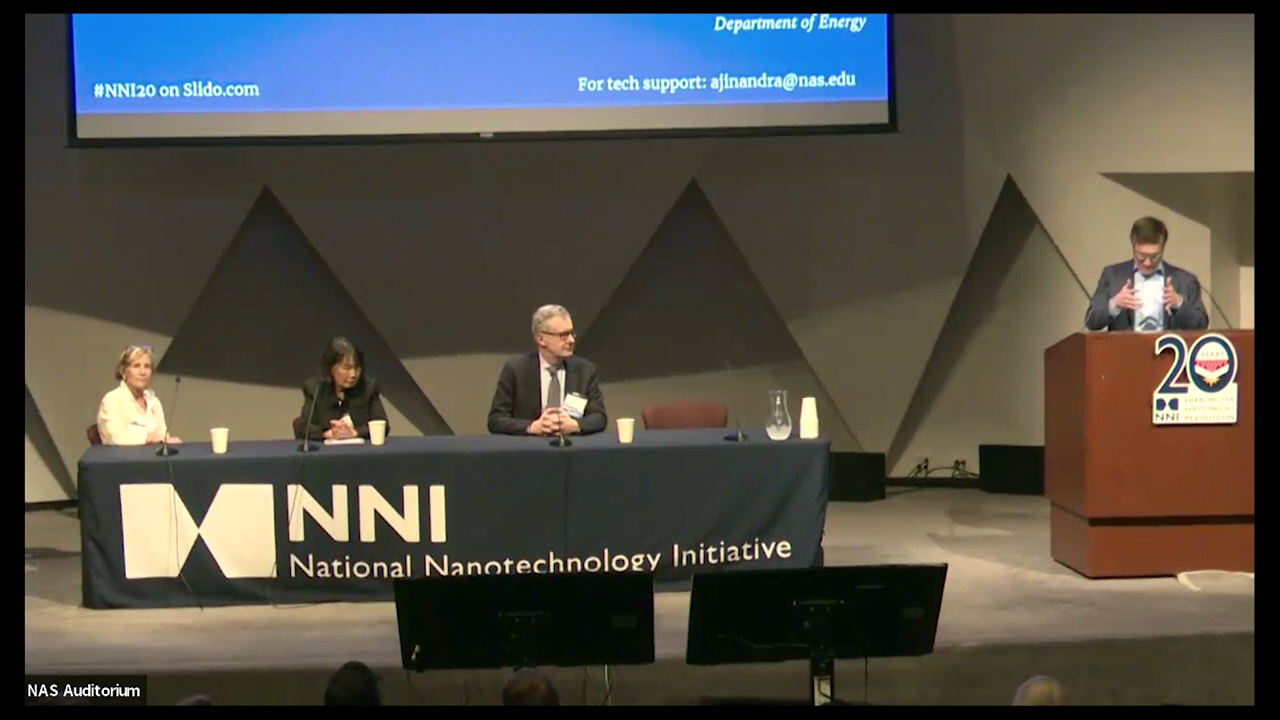 Department of Energy
#NNI20 on Slido.com
For tech support: ajinandra@nas.edu
20
YEARS
NNI
NNI
National Nanotechnology Initiative
NAS Auditorium